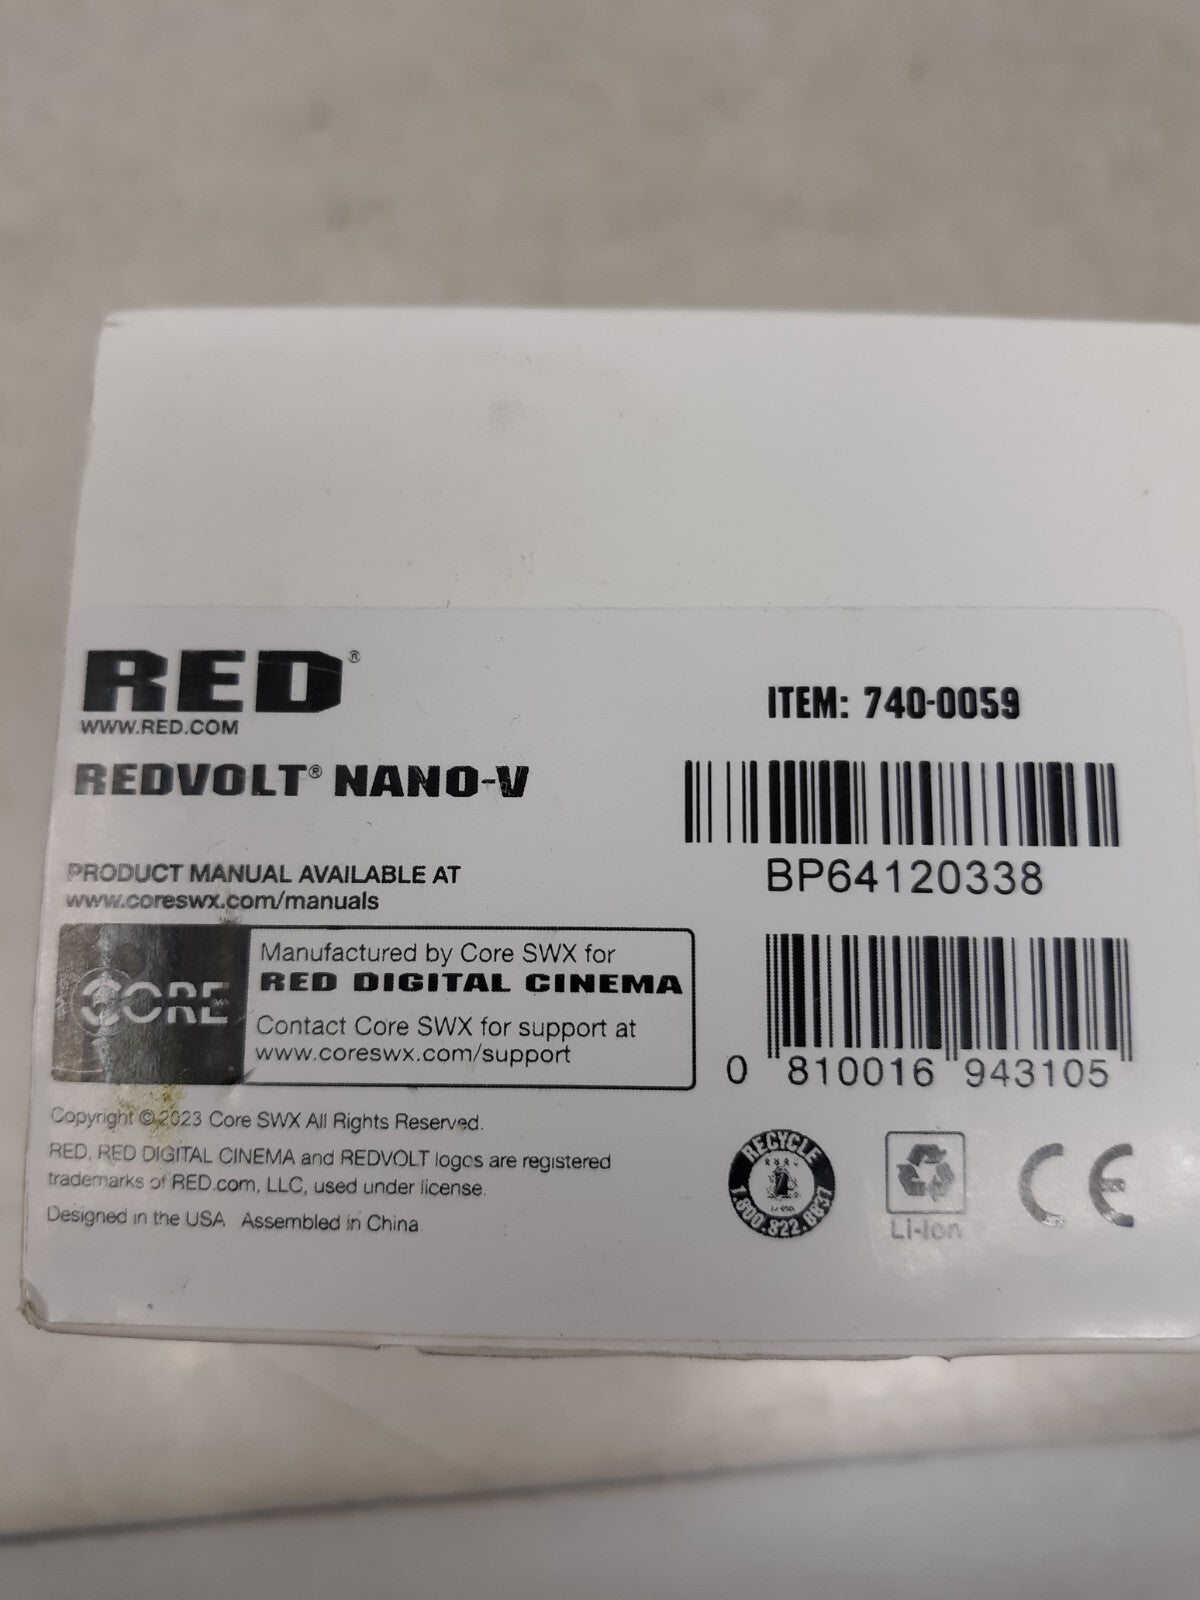 RED®
WWW.RED.COM
REDVOLT® NANO-V
PRODUCT MANUAL AVAILABLE AT
www.coreswx.com/manuals
CORE
Manufactured by Core SWX for
RED DIGITAL CINEMA
Contact Core SWX for support at
www.coreswx.com/support
Copyright © 2023 Core SWX All Rights Reserved.
RED, RED DIGITAL CINEMA and REDVOLT logos are registered
trademarks of RED.com, LLC, used under license.
Designed in the USA Assembled in China
ITEM: 740-0059
BP64120338
0 810016 943105
RECYCLE
1.800.822.8837
Li-Ion
CE